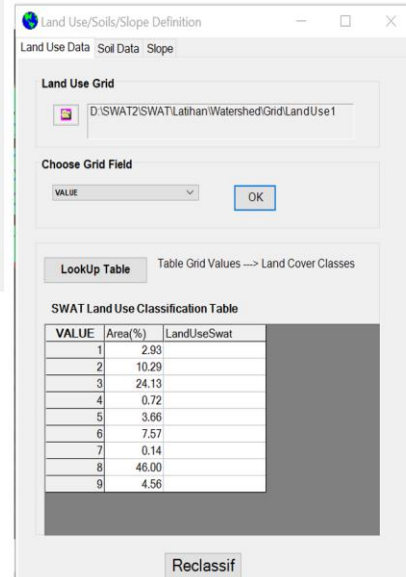 Land Use/Soils/Slope Definition
Land Use Data Soil Data Slope
Land Use Grid
D:\SWAT2\SWAT\Latihan\Watershed\Grid\LandUse1
Choose Grid Field
VALUE
OK
LookUp Table Table Grid Values ---> Land Cover Classes
SWAT Land Use Classification Table
VALUE Area(%) LandUseSwat
1 2.93
2 10.29
3 24.13
4 0.72
5 3.66
6 7.57
7 0.14
8 46.00
9 4.56
Reclassif